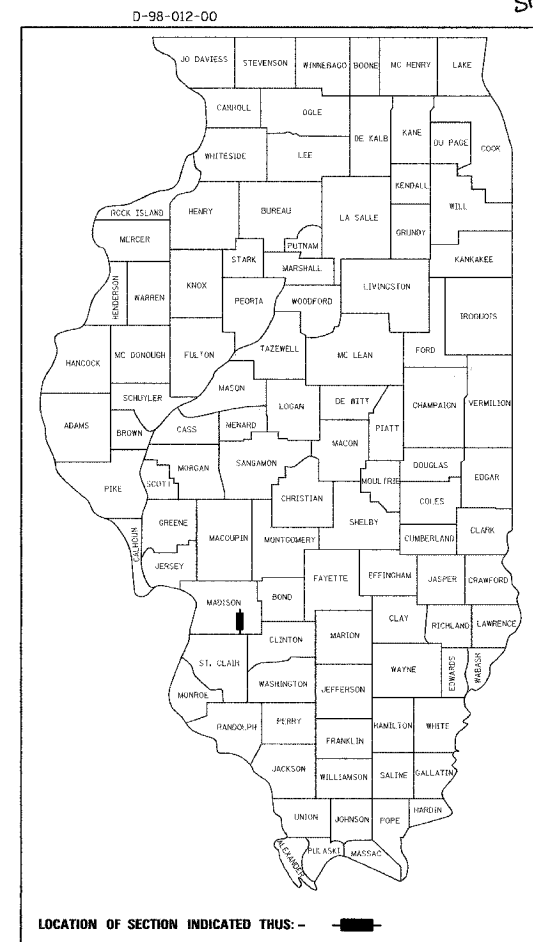 D-98-012-00
JO DAVIESS
STEVENSON
WINNEBAGO
BOONE
MC HENRY
LAKE
CARROLL
OGLE
DE KALB
KANE
DU PAGE
COOK
WHITESIDE
LEE
KENDALL
WILL
ROCK ISLAND
HENRY
BUREAU
LA SALLE
GRUNDY
MERCER
PUTNAM
KANKAKEE
STARK
MARSHALL
HENDERSON
WARREN
KNOX
PEORIA
WOODFORD
LIVINGSTON
IROQUOIS
TAZEWELL
MC LEAN
FORD
HANCOCK
MC DONOUGH
FULTON
MASON
SCHUYLER
LOGAN
DE WITT
CHAMPAIGN
VERMILION
ADAMS
BROWN
CASS
MENARD
PIATT
MACON
MORGAN
SANGAMON
DOUGLAS
EDGAR
PIKE
SCOTT
CHRISTIAN
MOULTRIE
COLES
SHELBY
GREENE
MACOUPIN
MONTGOMERY
CUMBERLAND
CLARK
CALHOUN
JERSEY
FAYETTE
EFFINGHAM
JASPER
CRAWFORD
MADISON
BOND
CLAY
RICHLAND
LAWRENCE
CLINTON
MARION
ST. CLAIR
WAYNE
EDWARDS
WABASH
WASHINGTON
JEFFERSON
MONROE
RANDOLPH
PERRY
HAMILTON
WHITE
FRANKLIN
JACKSON
WILLIAMSON
SALINE
GALLATIN
UNION
JOHNSON
POPE
HARDIN
ALEXANDER
PULASKI
MASSAC
LOCATION OF SECTION INDICATED THUS: -